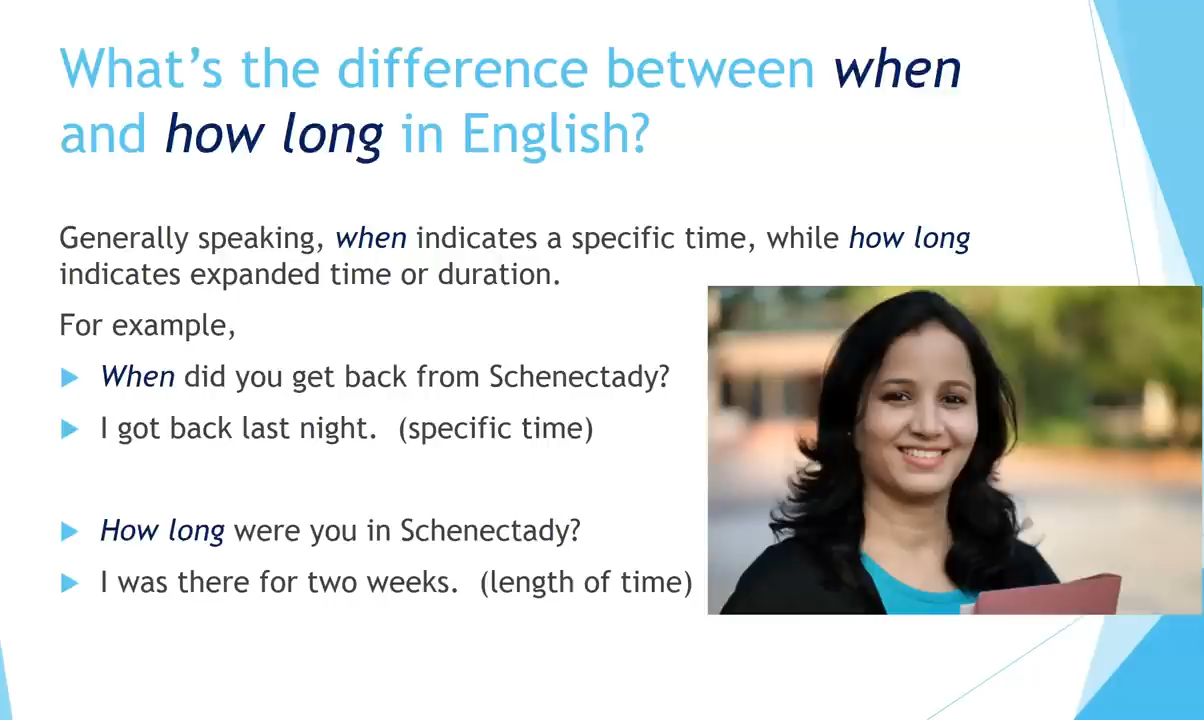 What’s the difference between when
and how long in English?
Generally speaking, when indicates a specific time, while how long
indicates expanded time or duration.
For example,
When did you get back from Schenectady?
I got back last night.  (specific time)
How long were you in Schenectady?
I was there for two weeks.  (length of time)